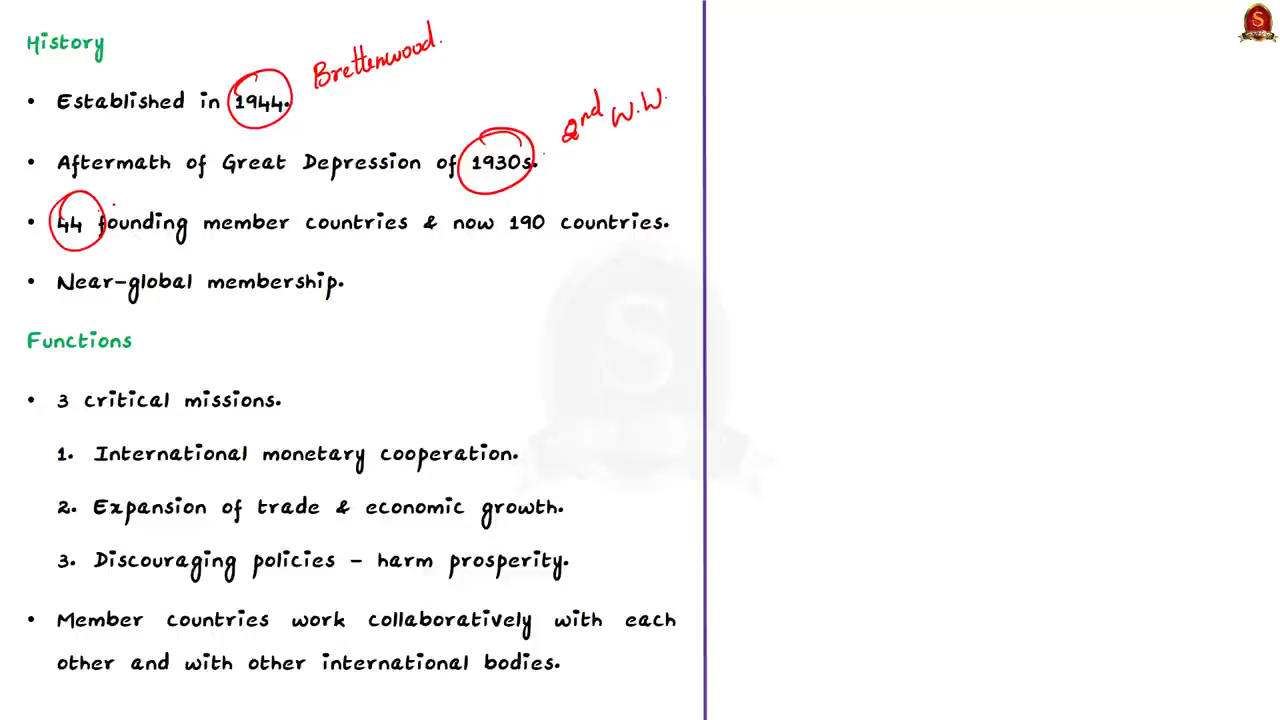 History
• Established in 1944. Brettenwood.
• Aftermath of Great Depression of 1930s. 2nd W.W.
• 44 founding member countries & now 190 countries.
• Near-global membership.
Functions
• 3 critical missions.
1. International monetary cooperation.
2. Expansion of trade & economic growth.
3. Discouraging policies - harm prosperity.
• Member countries work collaboratively with each
other and with other international bodies.
S
S